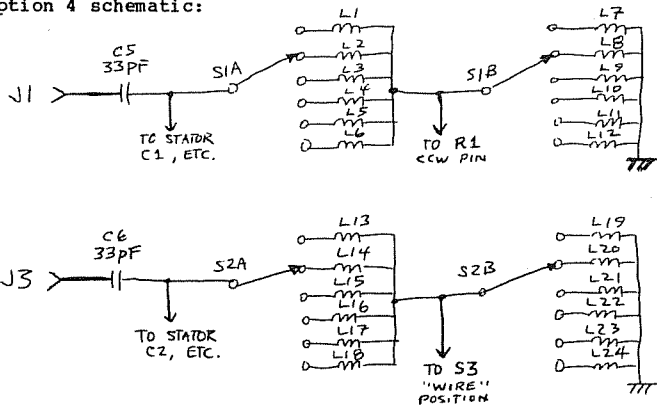 ption 4 schematic:
L1
L2
L3
L4
L5
L6
L7
L8
L9
L10
L11
L12
C5
33pF
J1
S1A
S1B
TO STATOR
C1, ETC.
TO R1
CCW PIN
L13
L14
L15
L16
L17
L18
L19
L20
L21
L22
L23
L24
C6
33pF
J3
S2A
S2B
TO STATOR
C2, ETC.
TO S3
"WIRE"
POSITION